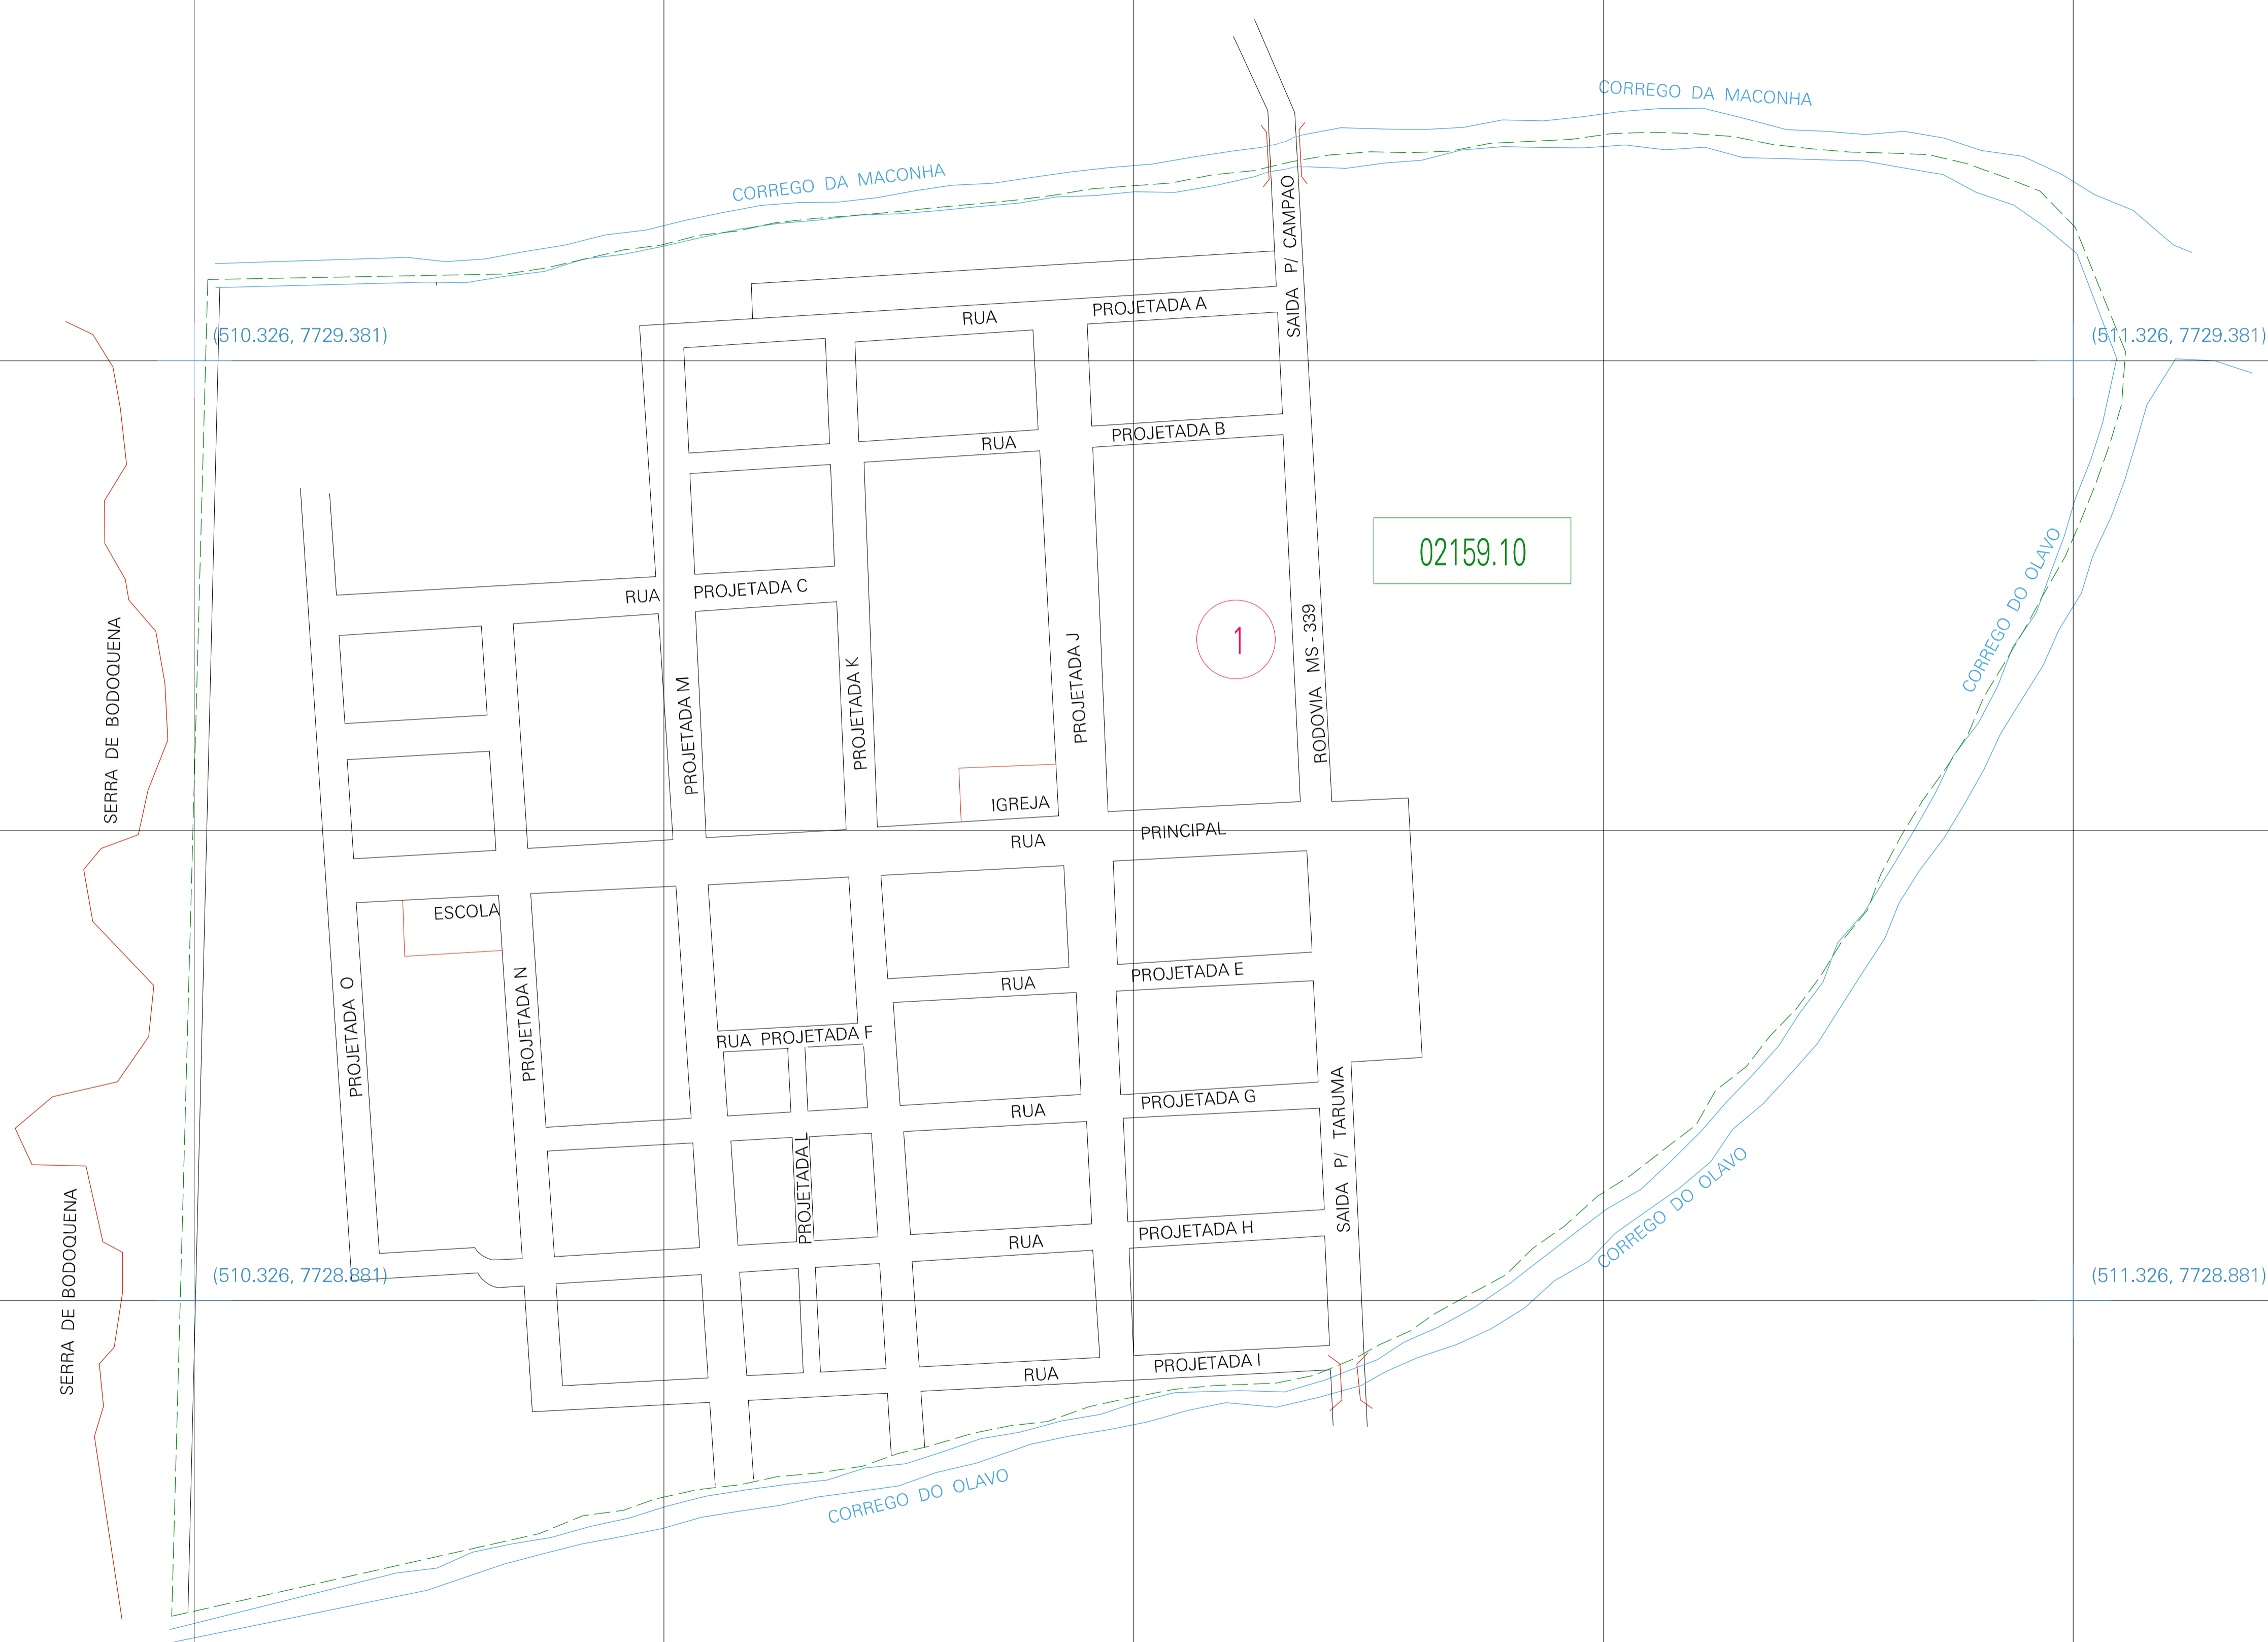 CORREGO DA MACONHA
CORREGO DA MACONHA
SAIDA P/ CAMPAO
(510.326, 7729.381)
(511.326, 7729.381)
RUA PROJETADA A
RUA PROJETADA B
02159.10
CORREGO DO OLAVO
RUA PROJETADA C
1
RODOVIA MS - 339
SERRA DE BODOQUENA
PROJETADA M
PROJETADA K
PROJETADA J
IGREJA
RUA PRINCIPAL
ESCOLA
PROJETADA O
PROJETADA N
RUA PROJETADA E
RUA PROJETADA F
RUA PROJETADA G
PROJETADA L
SAIDA P/ TARUMA
RUA PROJETADA H
CORREGO DO OLAVO
SERRA DE BODOQUENA
(510.326, 7728.881)
(511.326, 7728.881)
RUA PROJETADA I
CORREGO DO OLAVO